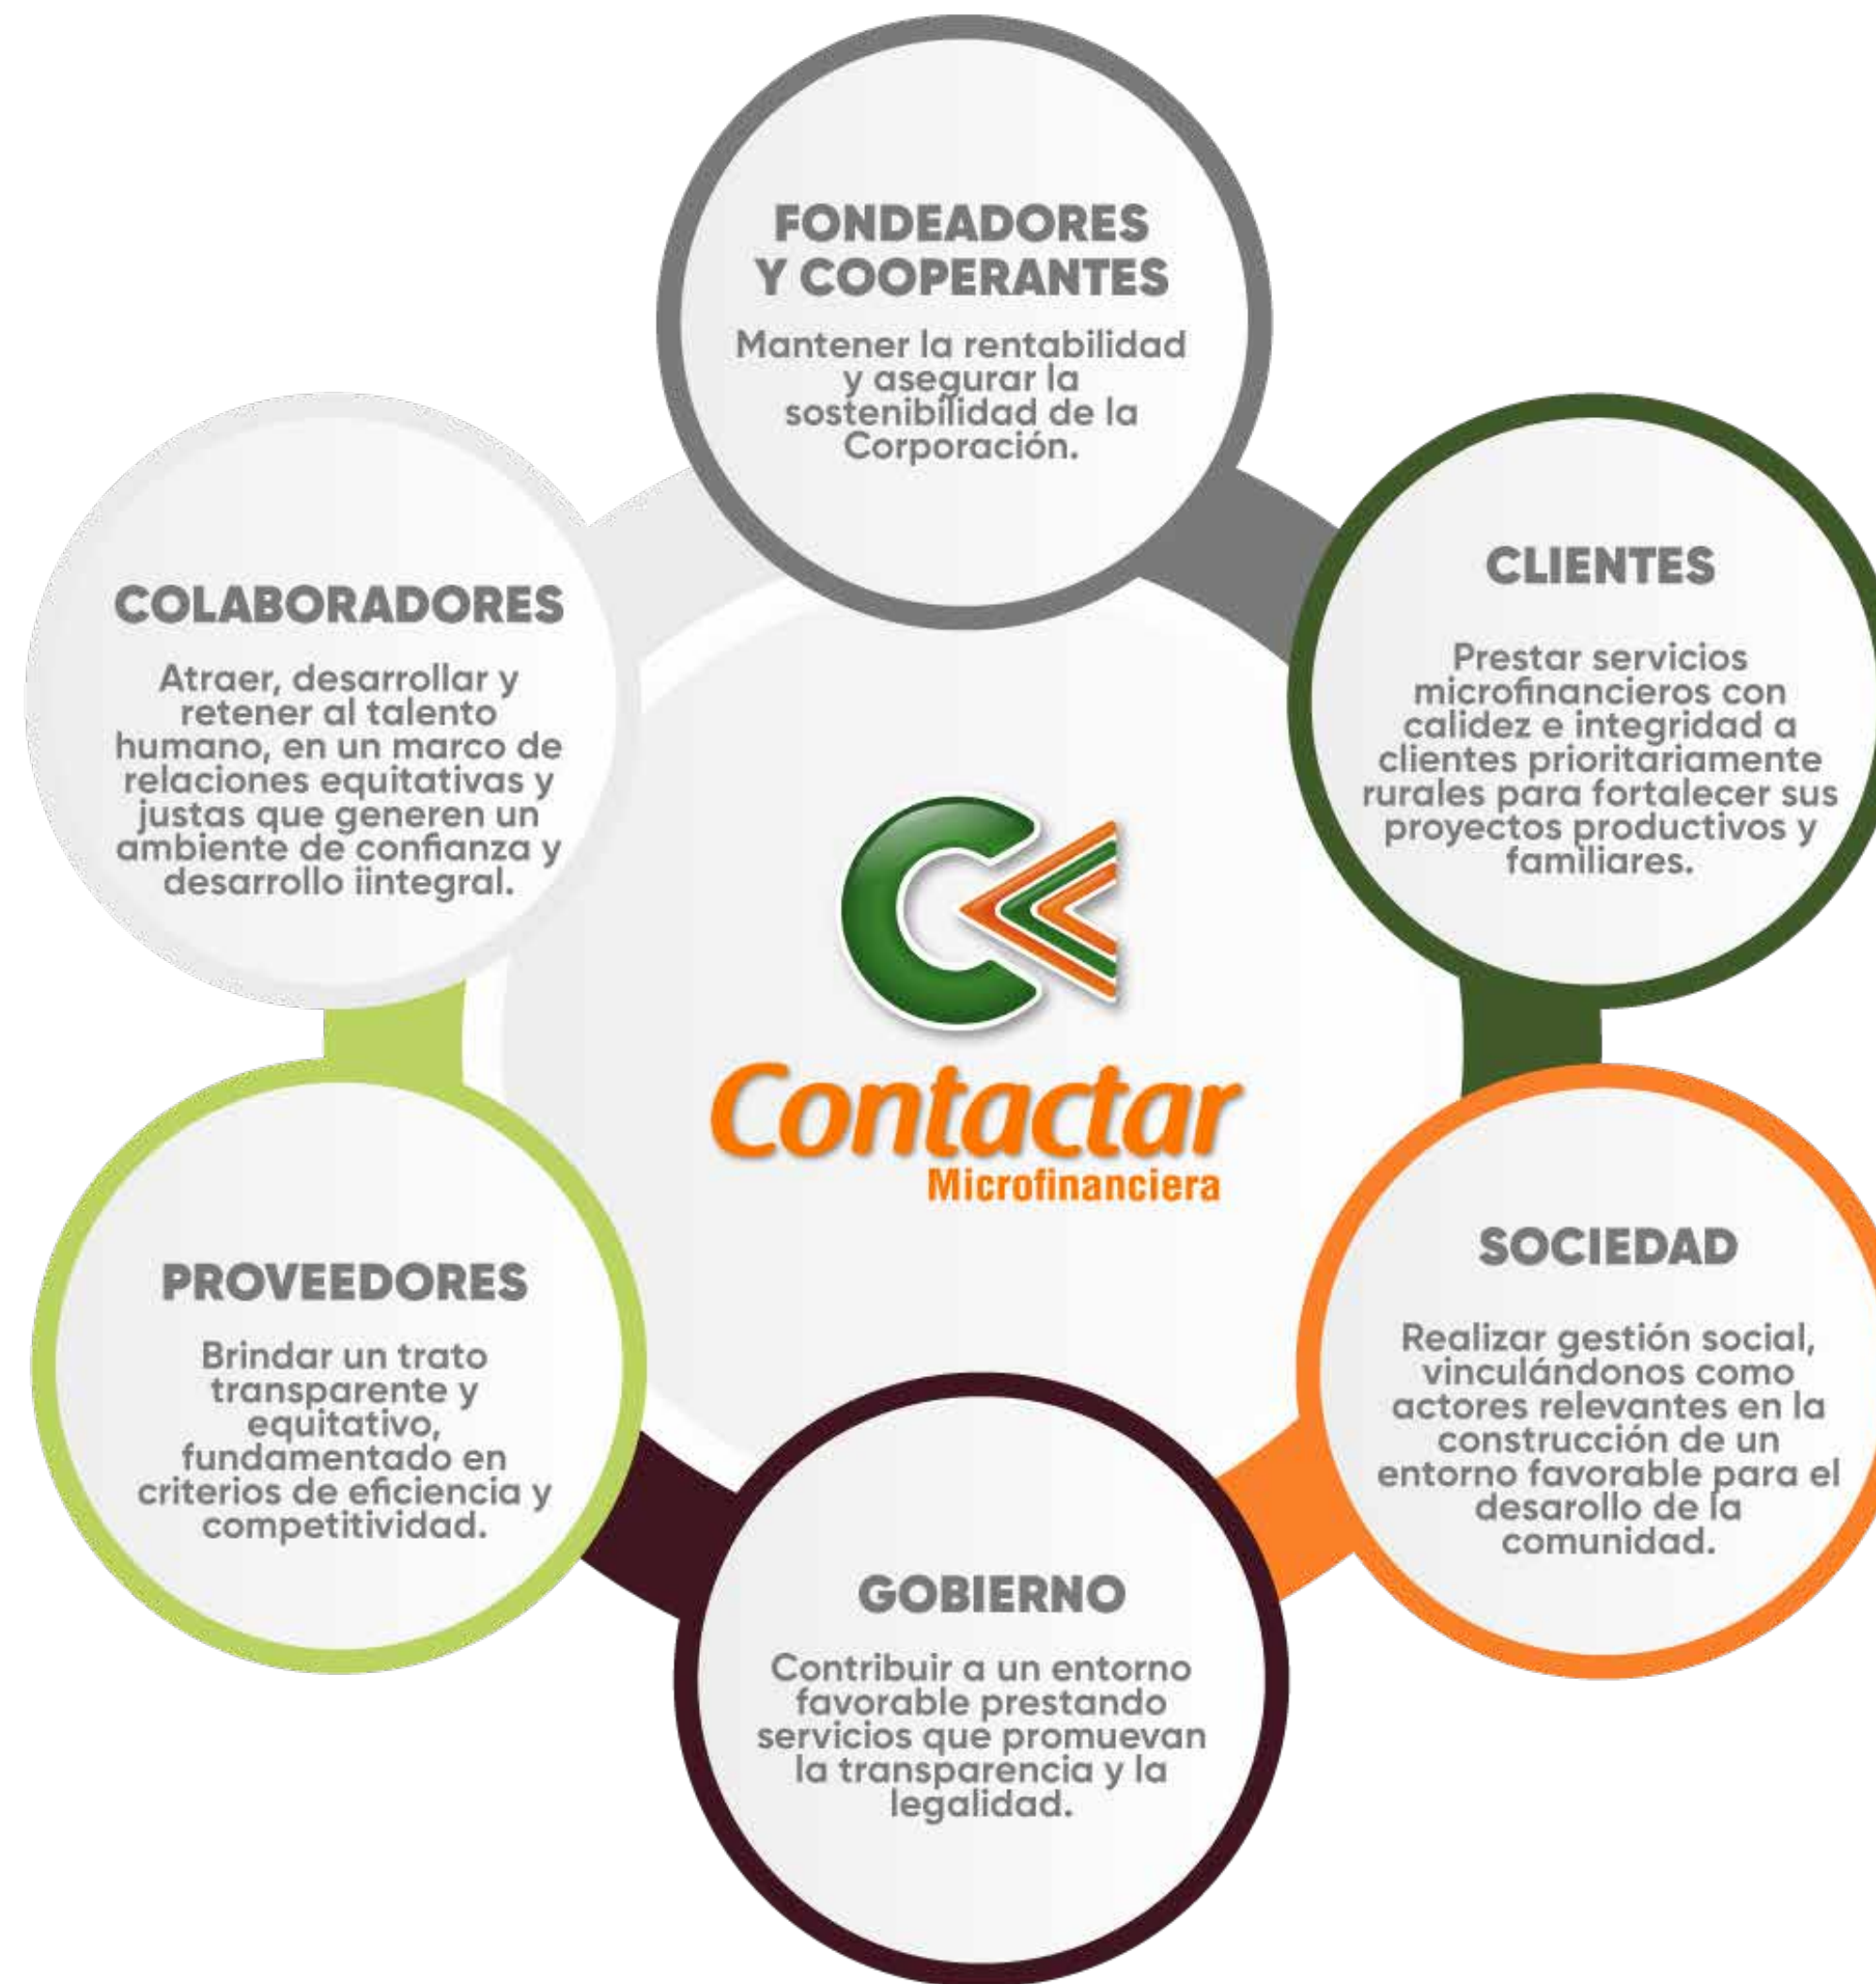 FONDEADORES
Y COOPERANTES
Mantener la rentabilidad
y asegurar la
sostenibilidad de la
Corporación.
CLIENTES
Prestar servicios
microfinancieros con
calidez e integridad a
clientes prioritariamente
rurales para fortalecer sus
proyectos productivos y
familiares.
SOCIEDAD
Realizar gestión social,
vinculándonos como
actores relevantes en la
construcción de un
entorno favorable para el
desarollo de la
comunidad.
GOBIERNO
Contribuir a un entorno
favorable prestando
servicios que promuevan
la transparencia y la
legalidad.
PROVEEDORES
Brindar un trato
transparente y
equitativo,
fundamentado en
criterios de eficiencia y
competitividad.
COLABORADORES
Atraer, desarrollar y
retener al talento
humano, en un marco de
relaciones equitativas y
justas que generen un
ambiente de confianza y
desarrollo iintegral.
Contactar
Microfinanciera